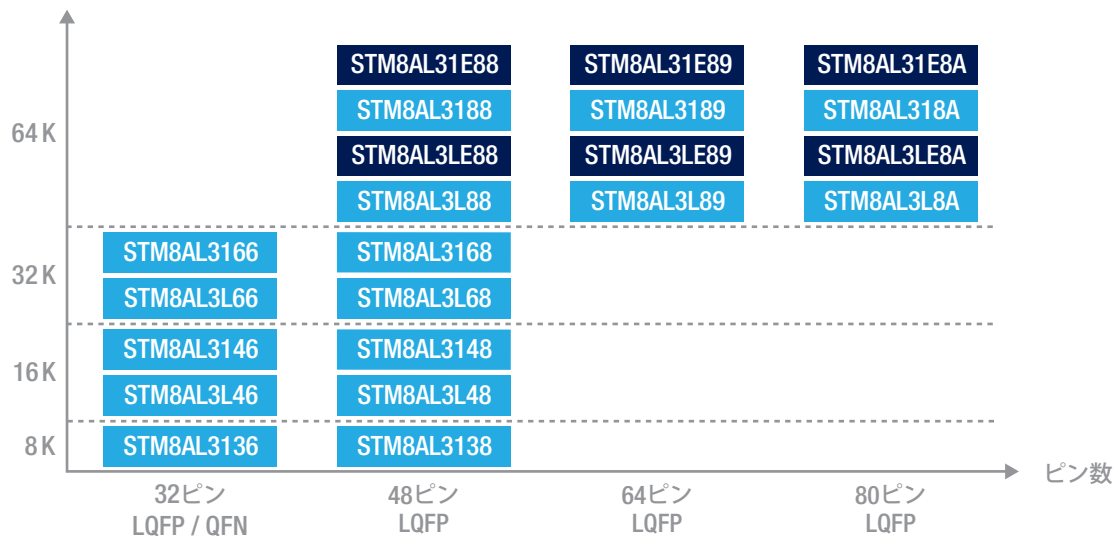 STM8AL31E88 STM8AL31E89 STM8AL31E8A
STM8AL3188 STM8AL3189 STM8AL318A
64 K
STM8AL3LE88 STM8AL3LE89 STM8AL3LE8A
STM8AL3L88 STM8AL3L89 STM8AL3L8A
STM8AL3166 STM8AL3168
32 K
STM8AL3L66 STM8AL3L68
STM8AL3146 STM8AL3148
16 K
STM8AL3L46 STM8AL3L48
8 K STM8AL3136 STM8AL3138
ピン数
32ピン 48ピン 64ピン 80ピン
LQFP / QFN LQFP LQFP LQFP